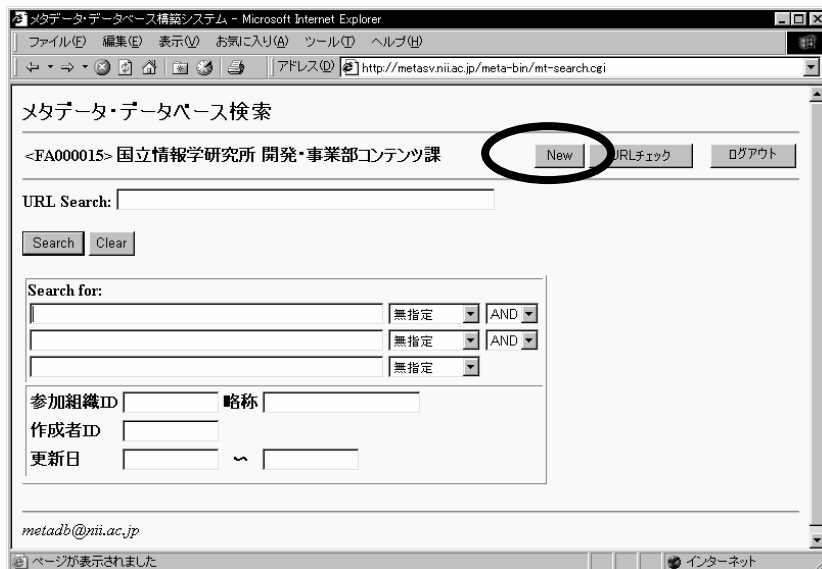 メタデータ・データベース構築システム - Microsoft Internet Explorer
ファイル(F) 編集(E) 表示(V) お気に入り(A) ツール(T) ヘルプ(H)
アドレス(D) http://metasv.nii.ac.jp/meta-bin/mt-search.cgi
メタデータ・データベース検索
<FA000015> 国立情報学研究所 開発・事業部コンテンツ課 New URLチェック ログアウト
URL Search:
Search Clear
Search for:
無指定 AND
無指定 AND
無指定
参加組織ID 略称
作成者ID
更新日 ～
metadb@nii.ac.jp
ページが表示されました インターネット